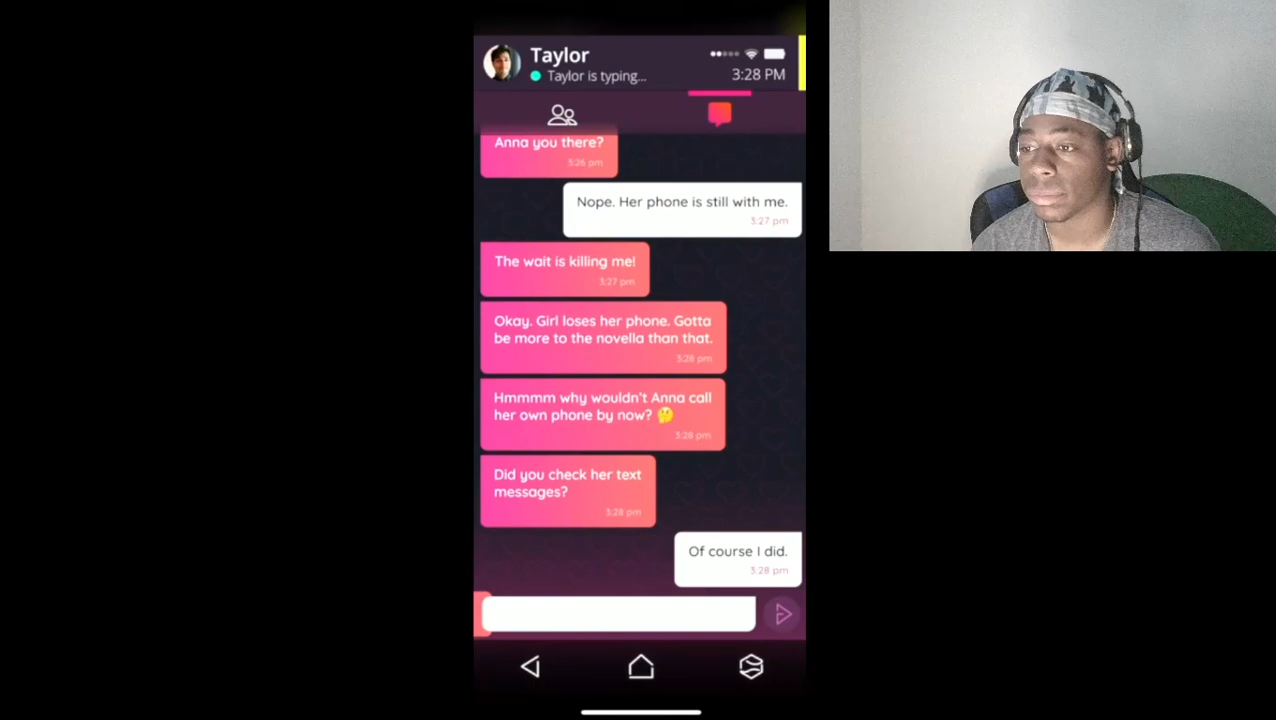 Taylor
Taylor is typing...
3:28 PM
Anna you there?
3:26 pm
Nope. Her phone is still with me.
3:27 pm
The wait is killing me!
3:27 pm
Okay. Girl loses her phone. Gotta
be more to the novella than that.
3:28 pm
Hmmmm why wouldn't Anna call
her own phone by now? 🤔
3:28 pm
Did you check her text
messages?
3:28 pm
Of course I did.
3:28 pm